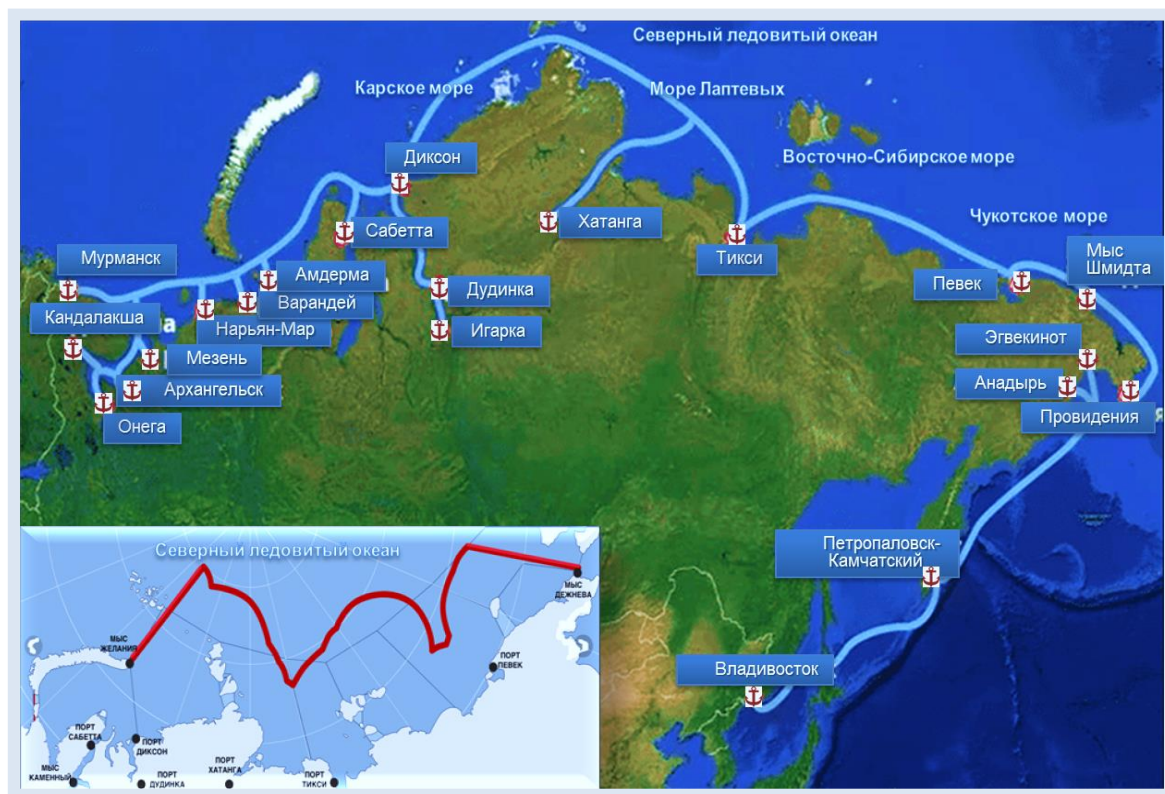 Северный ледовитый океан
Карское море
Море Лаптевых
Восточно-Сибирское море
Чукотское море
Диксон
Сабетта
Хатанга
Тикси
Мыс
Шмидта
Мурманск
Амдерма
Дудинка
Певек
Варандей
Кандалакша
Нарьян-Мар
Игарка
Эгвекинот
Мезень
Анадырь
Архангельск
Провидения
Онега
Петропаловск-
Камчатский
Владивосток
Северный ледовитый океан
МЫС
ДЕЖНЕВА
МЫС
ЖЕЛАНИЯ
ПОРТ
ПЕВЕК
ПОРТ
САБЕТТА
ПОРТ
ДИКСОН
МЫС
КАМЕННЫЙ
ПОРТ
ДУДИНКА
ПОРТ
ХАТАНГА
ПОРТ
ТИКСИ